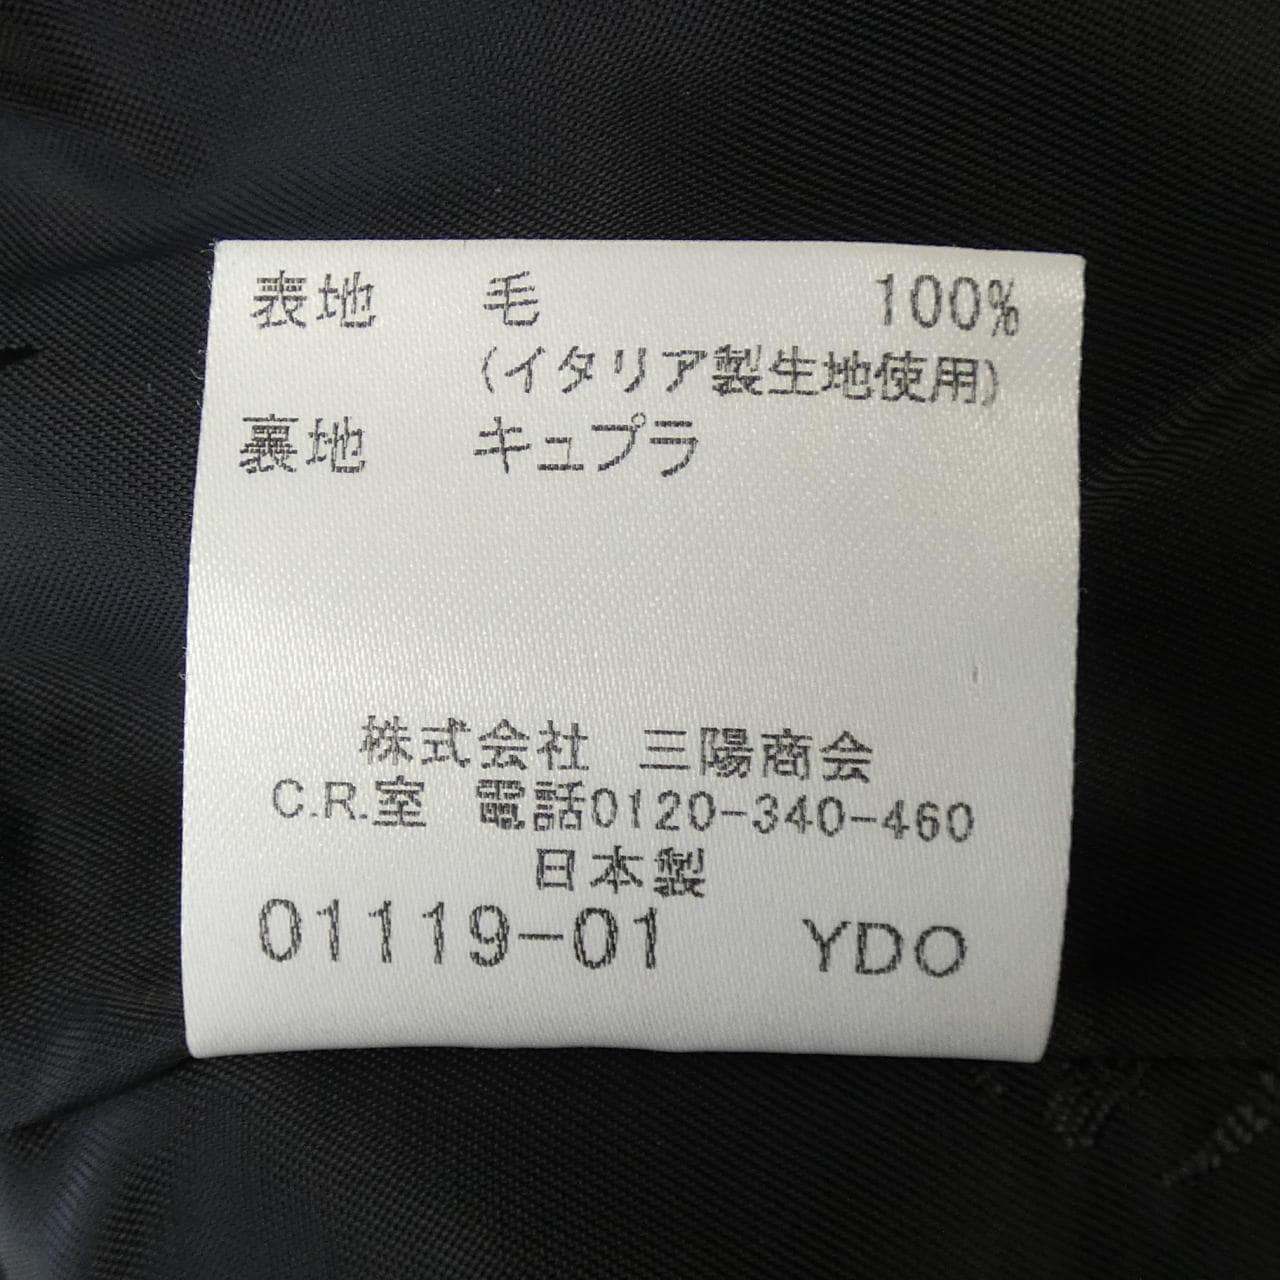 表地 毛 100%
(イタリア製生地使用)
裏地 キュプラ
株式会社 三陽商会
C.R.室 電話0120-340-460
日本製
01119-01 YDO